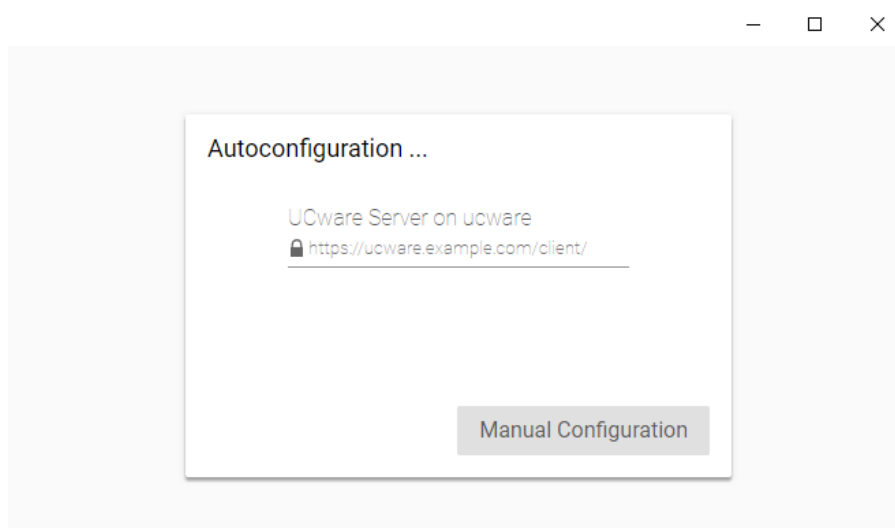 Autoconfiguration ...
UCware Server on ucware
https://ucware.example.com/client/
Manual Configuration